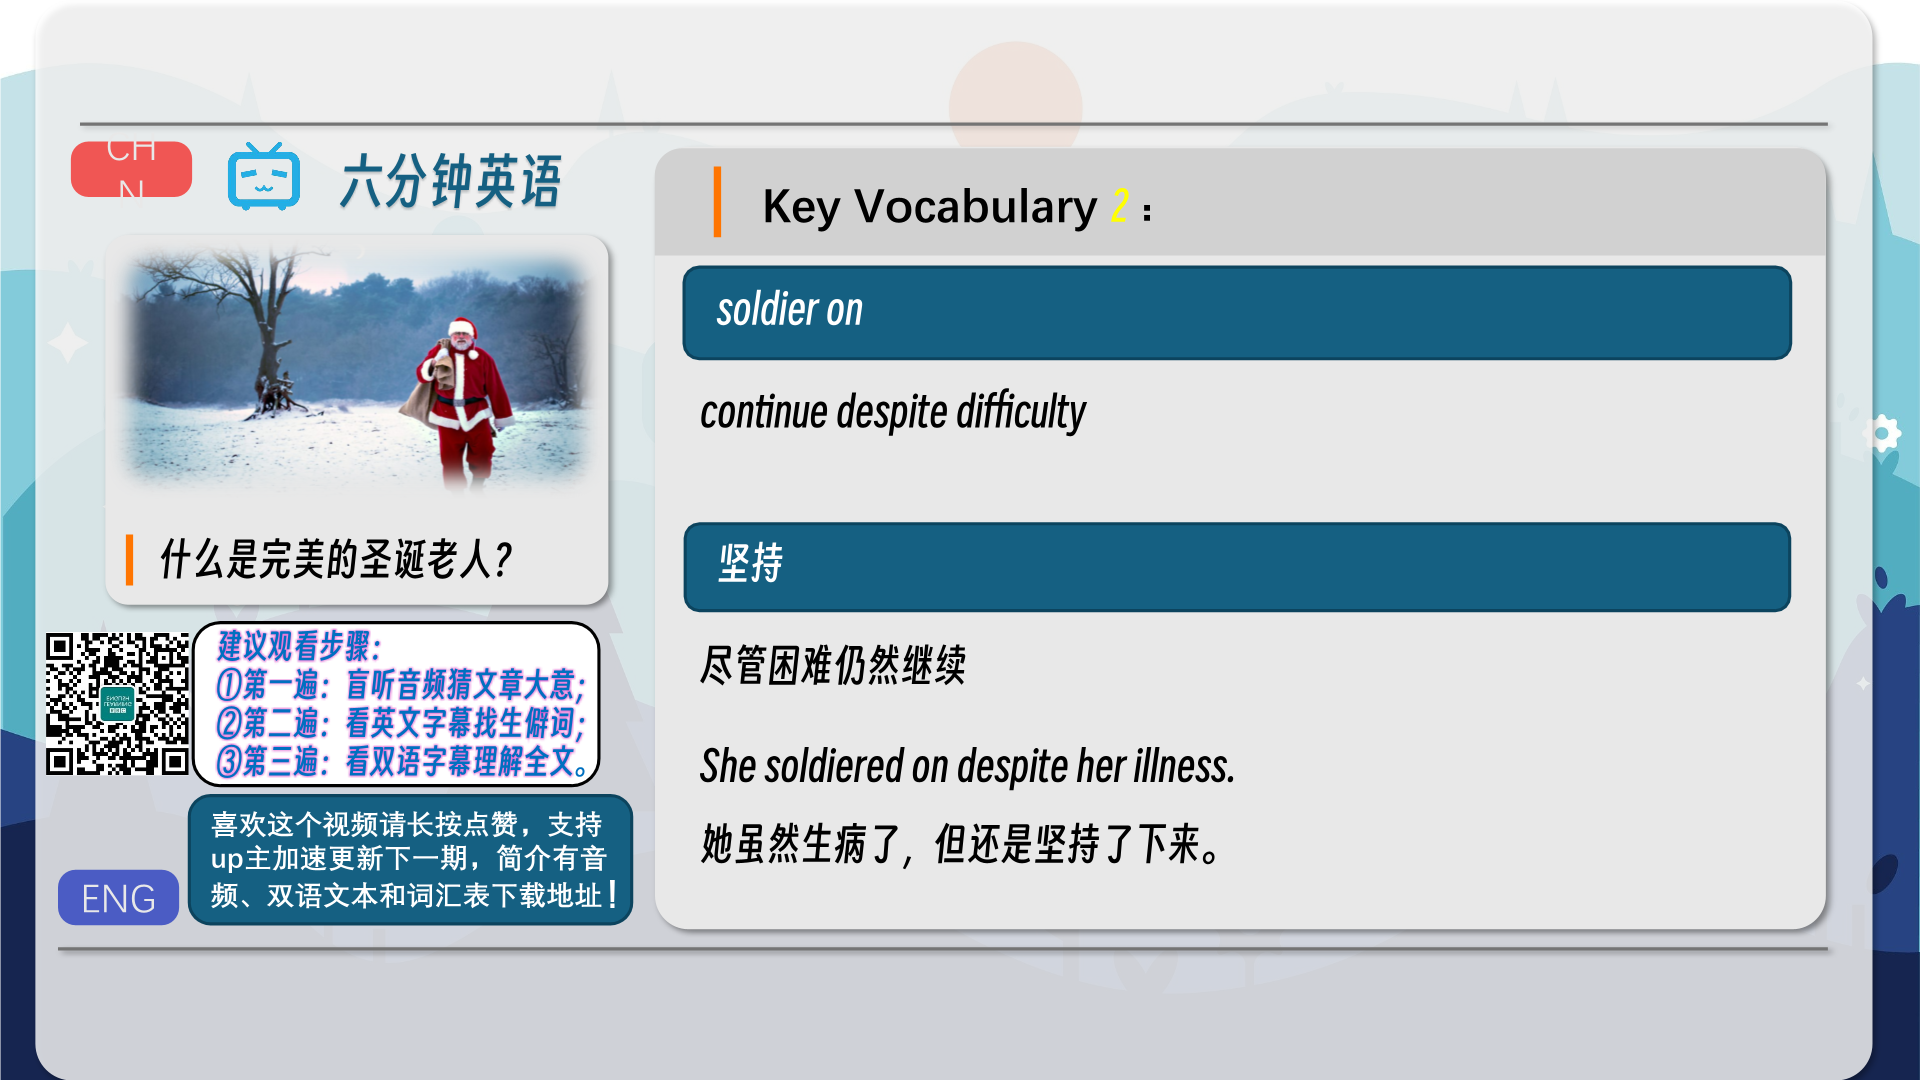 CH
N
六分钟英语
什么是完美的圣诞老人?
建议观看步骤:
①第一遍: 盲听音频猜文章大意;
②第二遍: 看英文字幕找生僻词;
③第三遍: 看双语字幕理解全文。
喜欢这个视频请长按点赞，支持
up主加速更新下一期，简介有音
频、双语文本和词汇表下载地址！
ENG
Key Vocabulary 2：
soldier on
continue despite difficulty
坚持
尽管困难仍然继续
She soldiered on despite her illness.
她虽然生病了, 但还是坚持了下来。